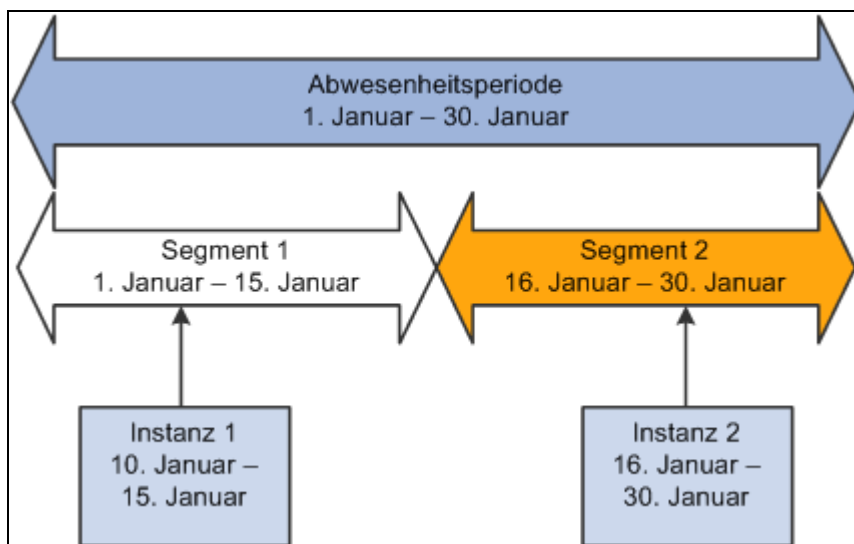 Abwesenheitsperiode
1. Januar – 30. Januar
Segment 1
1. Januar – 15. Januar
Segment 2
16. Januar – 30. Januar
Instanz 1
10. Januar –
15. Januar
Instanz 2
16. Januar –
30. Januar